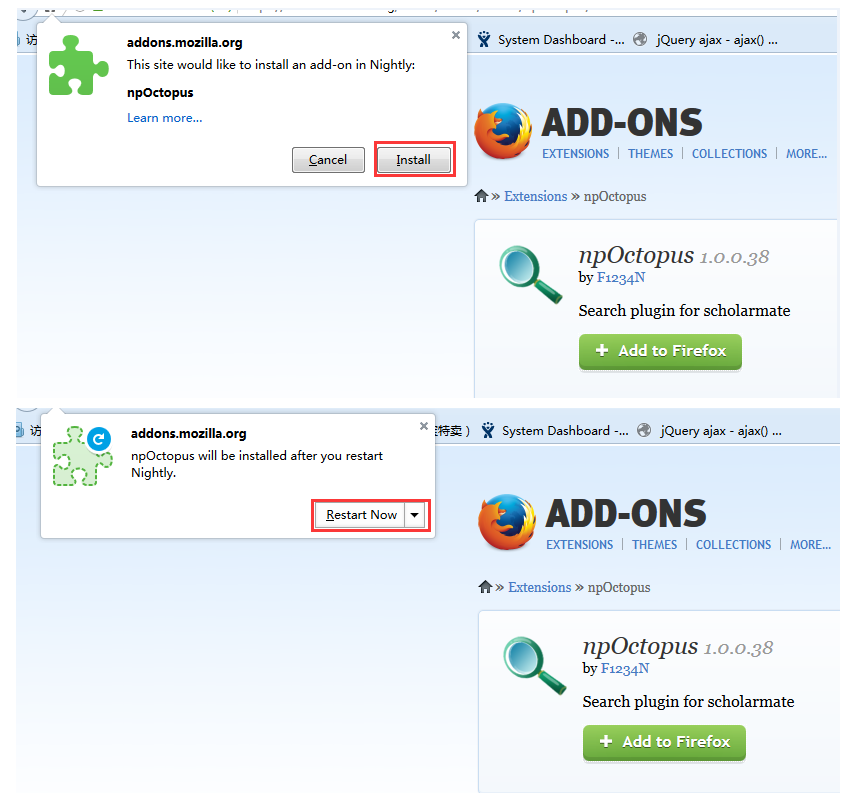 访
addons.mozilla.org
This site would like to install an add-on in Nightly:
npOctopus
Learn more...
Cancel
Install
System Dashboard -...
jQuery ajax - ajax() ...
ADD-ONS
EXTENSIONS | THEMES | COLLECTIONS | MORE...
» Extensions » npOctopus
npOctopus 1.0.0.38
by F1234N
Search plugin for scholarmate
+ Add to Firefox
访
addons.mozilla.org
npOctopus will be installed after you restart
Nightly.
Restart Now
特卖 )
System Dashboard -...
jQuery ajax - ajax() ...
ADD-ONS
EXTENSIONS | THEMES | COLLECTIONS | MORE...
» Extensions » npOctopus
npOctopus 1.0.0.38
by F1234N
Search plugin for scholarmate
+ Add to Firefox